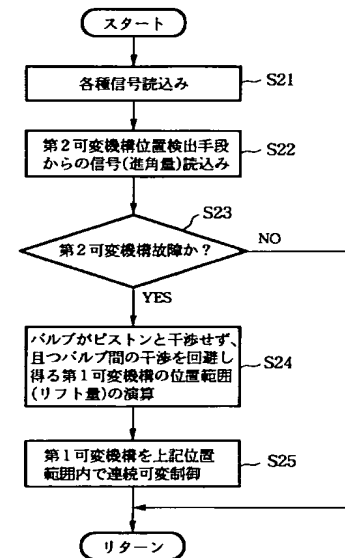 スタート
各種信号読込み
S21
第2可変機構位置検出手段
からの信号(進角量)読込み
S22
S23
第2可変機構故障か?
NO
YES
バルブがピストンと干渉せず、
且つバルブ間の干渉を回避し
得る第1可変機構の位置範囲
(リフト量)の演算
S24
第1可変機構を上記位置
範囲内で連続可変制御
S25
リターン